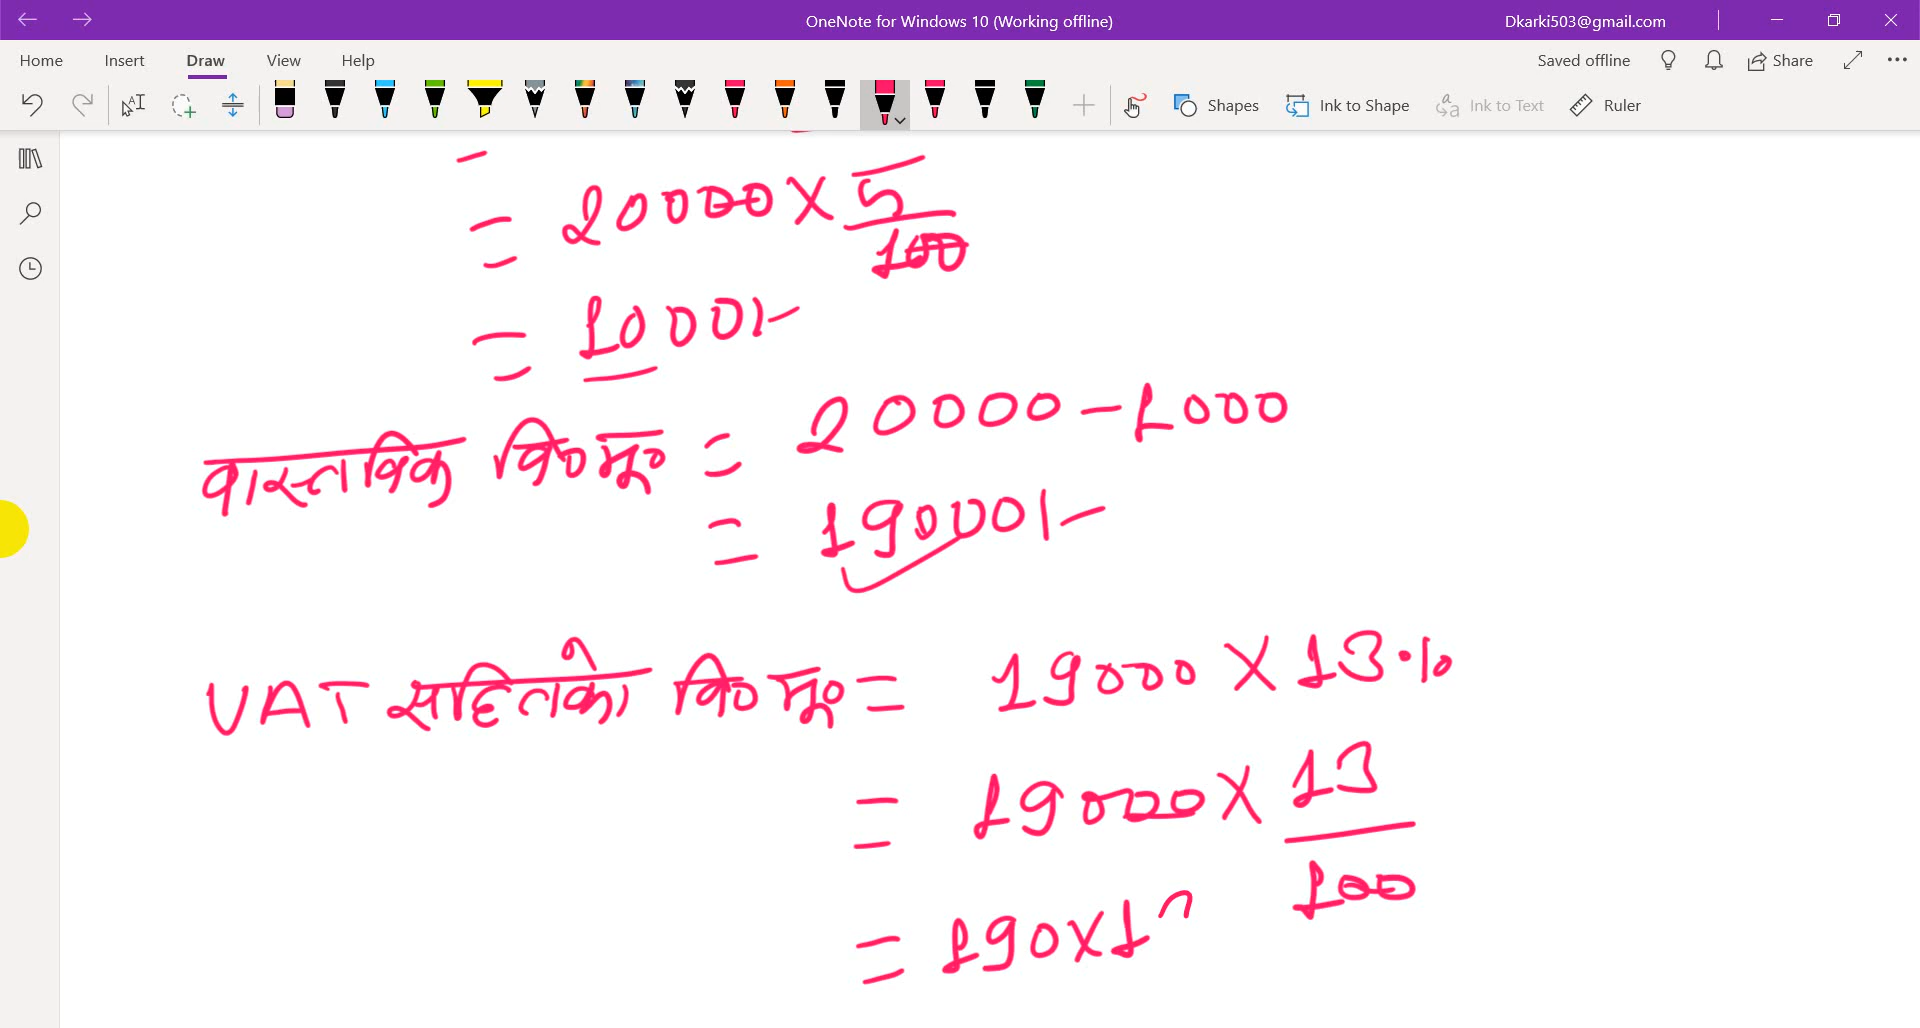 OneNote for Windows 10 (Working offline)
Dkarki503@gmail.com
Home Insert Draw View Help
Saved offline Share
Shapes Ink to Shape Ink to Text Ruler
=
= 20000 X 5/100
= 1000/-
वास्तविक वि० मू० = 20000 - 1000
= 19000/-
VAT सहितको वि० मू० = 19000 X 13%
= 19000 X 13/100
= 190 X 1